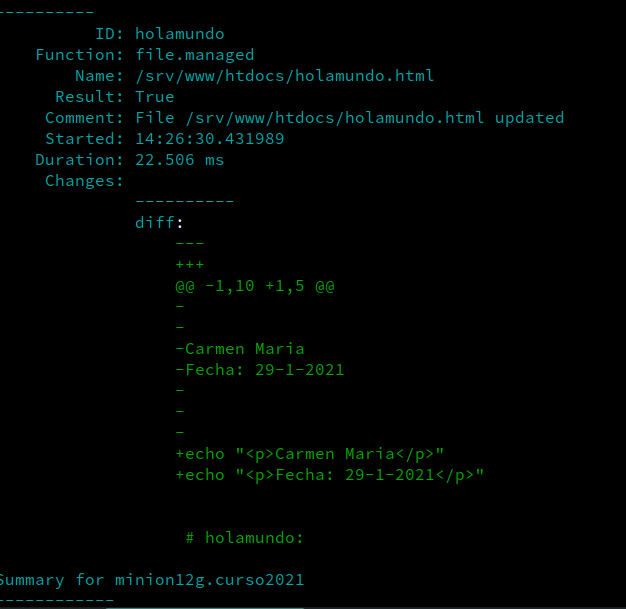 ----------
ID: holamundo
Function: file.managed
Name: /srv/www/htdocs/holamundo.html
Result: True
Comment: File /srv/www/htdocs/holamundo.html updated
Started: 14:26:30.431989
Duration: 22.506 ms
Changes:
----------
diff:
---
+++
@@ -1,10 +1,5 @@
-
-
-Carmen Maria
-Fecha: 29-1-2021
-
-
-
+echo "<p>Carmen Maria</p>"
+echo "<p>Fecha: 29-1-2021</p>"
# holamundo:
Summary for minion12g.curso2021
------------